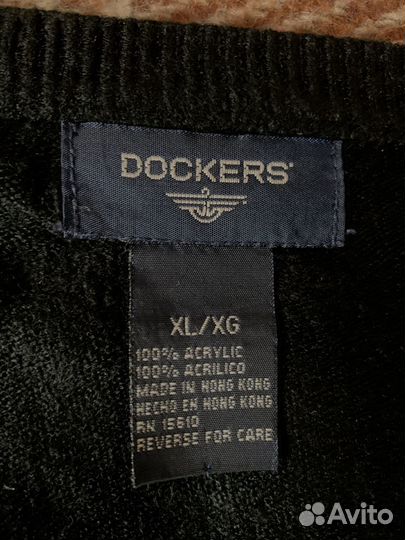 DOCKERS®
XL/XG
100% ACRYLIC
100% ACRILICO
MADE IN HONG KONG
HECHO EN HONG KONG
RN 15610
REVERSE FOR CARE
Avito